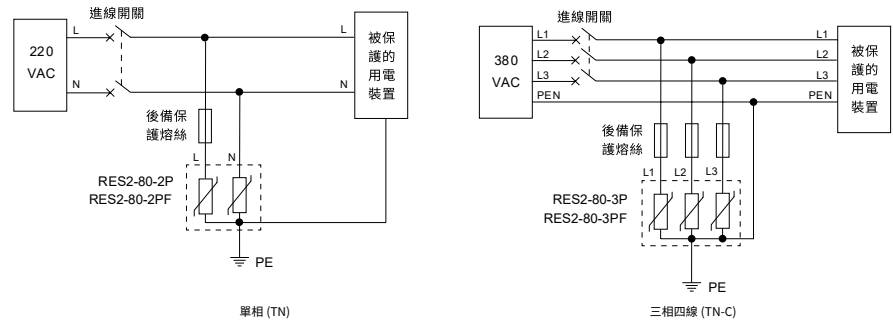 進線開關
L
L
220
VAC
N
N
被保
護的
用電
裝置
後備保
護熔絲
L
N
RES2-80-2P
RES2-80-2PF
PE
單相 (TN)
進線開關
L1
L1
L2
L2
380
VAC
L3
L3
PEN
PEN
被保
護的
用電
裝置
後備保
護熔絲
L1
L2
L3
RES2-80-3P
RES2-80-3PF
PE
三相四線 (TN-C)